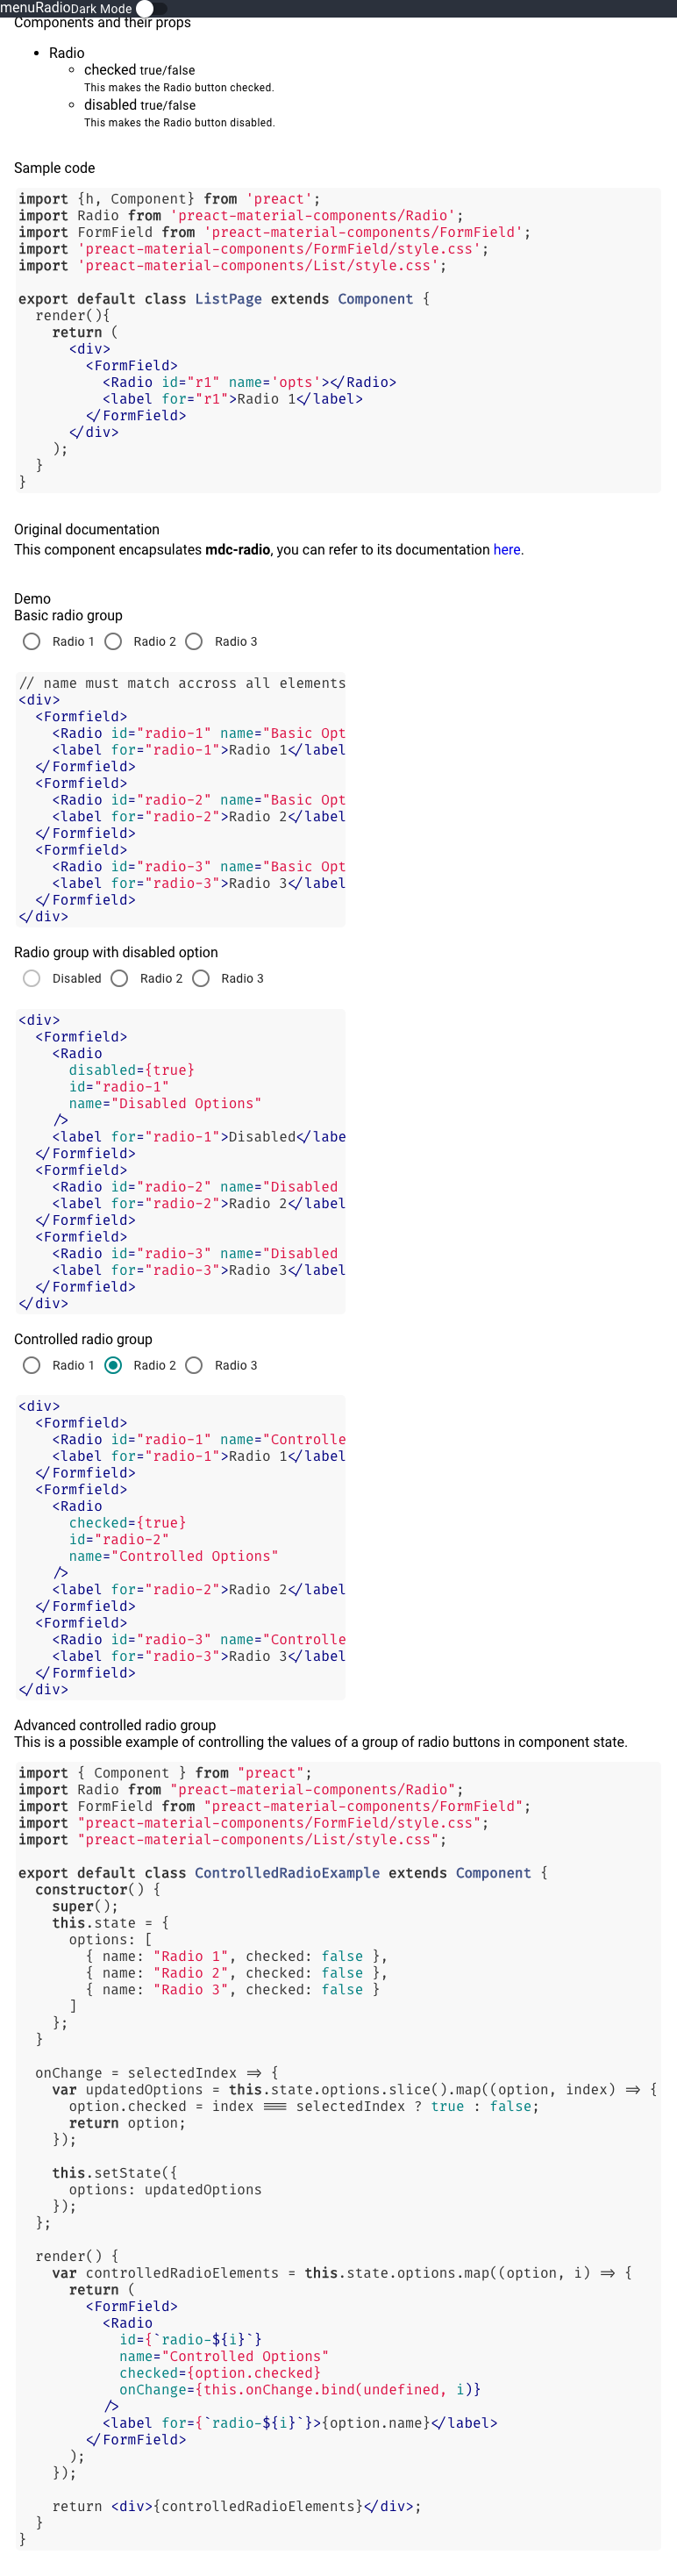 menuRadioDark Mode
Components and their props
Radio
checked true/false
This makes the Radio button checked.
disabled true/false
This makes the Radio button disabled.
Sample code
import {h, Component} from 'preact';
import Radio from 'preact-material-components/Radio';
import FormField from 'preact-material-components/FormField';
import 'preact-material-components/FormField/style.css';
import 'preact-material-components/List/style.css';

export default class ListPage extends Component {
  render(){
    return (
      <div>
        <FormField>
          <Radio id="r1" name='opts'></Radio>
          <label for="r1">Radio 1</label>
        </FormField>
      </div>
    );
  }
}
Original documentation
This component encapsulates mdc-radio, you can refer to its documentation here.
Demo
Basic radio group
Radio 1 Radio 2 Radio 3
// name must match accross all elements
<div>
  <Formfield>
    <Radio id="radio-1" name="Basic Opt
    <label for="radio-1">Radio 1</label
  </Formfield>
  <Formfield>
    <Radio id="radio-2" name="Basic Opt
    <label for="radio-2">Radio 2</label
  </Formfield>
  <Formfield>
    <Radio id="radio-3" name="Basic Opt
    <label for="radio-3">Radio 3</label
  </Formfield>
</div>
Radio group with disabled option
Disabled Radio 2 Radio 3
<div>
  <Formfield>
    <Radio
      disabled={true}
      id="radio-1"
      name="Disabled Options"
    />
    <label for="radio-1">Disabled</labe
  </Formfield>
  <Formfield>
    <Radio id="radio-2" name="Disabled
    <label for="radio-2">Radio 2</label
  </Formfield>
  <Formfield>
    <Radio id="radio-3" name="Disabled
    <label for="radio-3">Radio 3</label
  </Formfield>
</div>
Controlled radio group
Radio 1 Radio 2 Radio 3
<div>
  <Formfield>
    <Radio id="radio-1" name="Controlle
    <label for="radio-1">Radio 1</label
  </Formfield>
  <Formfield>
    <Radio
      checked={true}
      id="radio-2"
      name="Controlled Options"
    />
    <label for="radio-2">Radio 2</label
  </Formfield>
  <Formfield>
    <Radio id="radio-3" name="Controlle
    <label for="radio-3">Radio 3</label
  </Formfield>
</div>
Advanced controlled radio group
This is a possible example of controlling the values of a group of radio buttons in component state.
import { Component } from "preact";
import Radio from "preact-material-components/Radio";
import FormField from "preact-material-components/FormField";
import "preact-material-components/FormField/style.css";
import "preact-material-components/List/style.css";

export default class ControlledRadioExample extends Component {
  constructor() {
    super();
    this.state = {
      options: [
        { name: "Radio 1", checked: false },
        { name: "Radio 2", checked: false },
        { name: "Radio 3", checked: false }
      ]
    };
  }

  onChange = selectedIndex => {
    var updatedOptions = this.state.options.slice().map((option, index) => {
      option.checked = index === selectedIndex ? true : false;
      return option;
    });

    this.setState({
      options: updatedOptions
    });
  };

  render() {
    var controlledRadioElements = this.state.options.map((option, i) => {
      return (
        <FormField>
          <Radio
            id={`radio-${i}`}
            name="Controlled Options"
            checked={option.checked}
            onChange={this.onChange.bind(undefined, i)}
          />
          <label for={`radio-${i}`}>{option.name}</label>
        </FormField>
      );
    });

    return <div>{controlledRadioElements}</div>;
  }
}